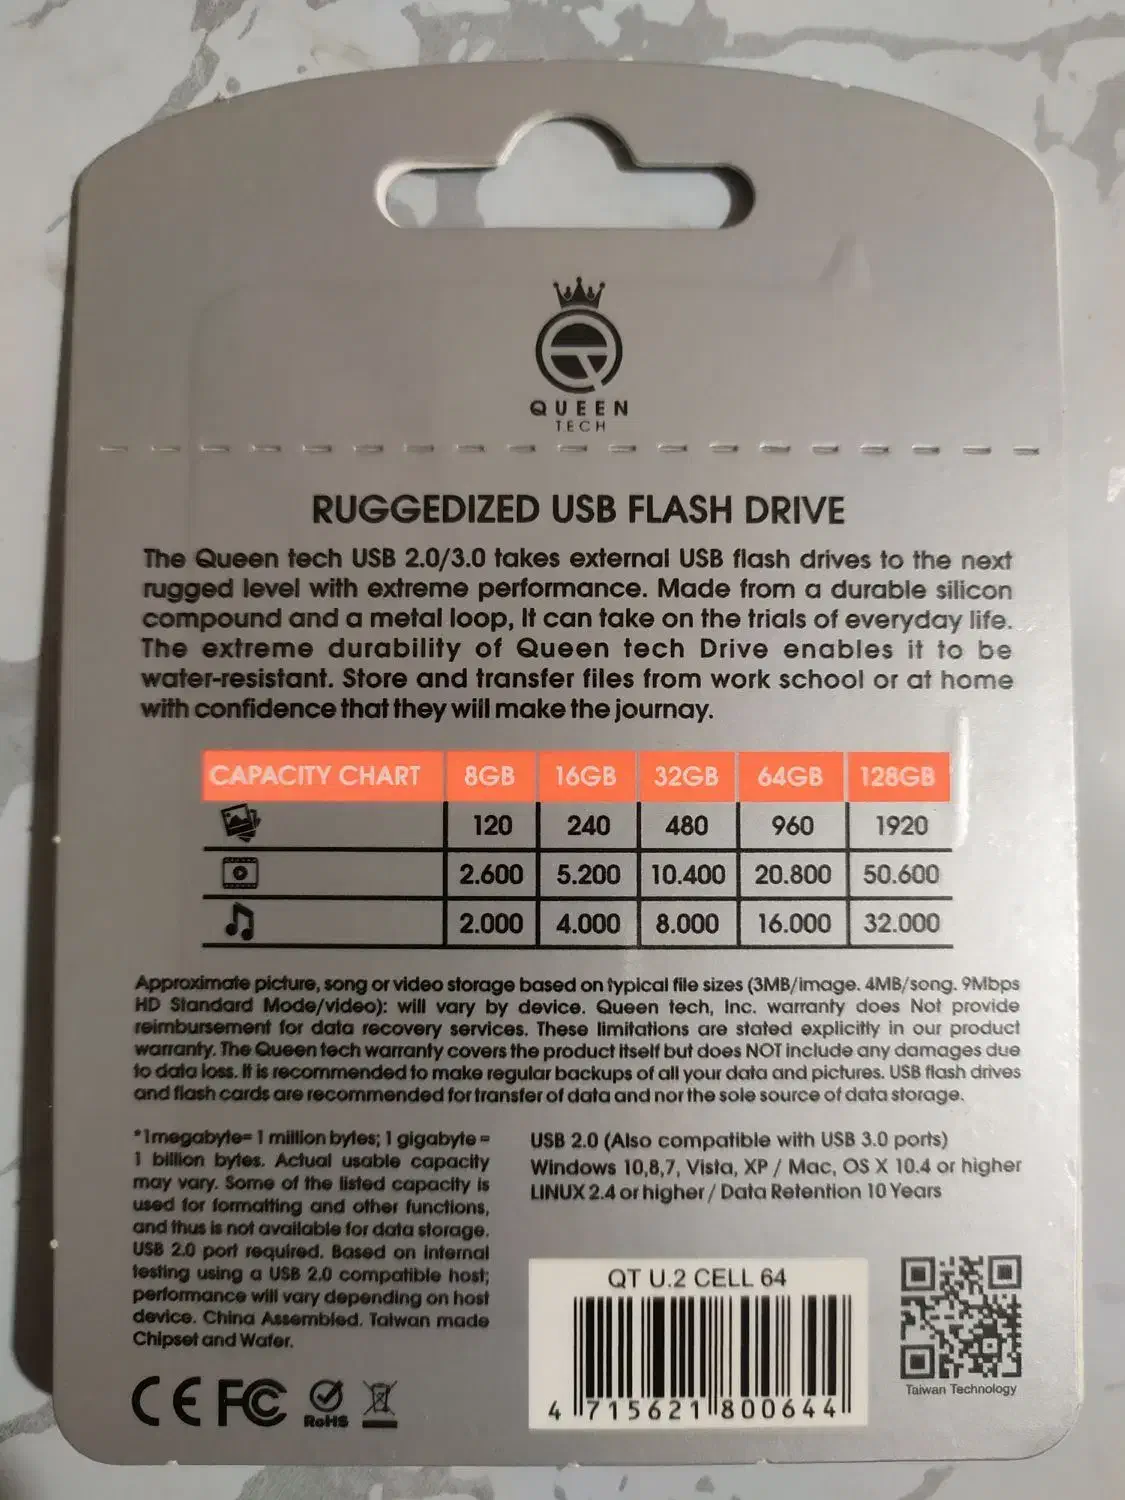 QUEEN
TECH
RUGGEDIZED USB FLASH DRIVE
The Queen tech USB 2.0/3.0 takes external USB flash drives to the next
rugged level with extreme performance. Made from a durable silicon
compound and a metal loop, It can take on the trials of everyday life.
The extreme durability of Queen tech Drive enables it to be
water-resistant. Store and transfer files from work school or at home
with confidence that they will make the journay.
CAPACITY CHART 8GB 16GB 32GB 64GB 128GB
120 240 480 960 1920
2.600 5.200 10.400 20.800 50.600
2.000 4.000 8.000 16.000 32.000
Approximate picture, song or video storage based on typical file sizes (3MB/image. 4MB/song. 9Mbps
HD Standard Mode/video): will vary by device. Queen tech, Inc. warranty does Not provide
reimbursement for data recovery services. These limitations are stated explicitly in our product
warranty. The Queen tech warranty covers the product itself but does NOT include any damages due
to data loss. It is recommended to make regular backups of all your data and pictures. USB flash drives
and flash cards are recommended for transfer of data and nor the sole source of data storage.
*1megabyte= 1 million bytes; 1 gigabyte =
1 billion bytes. Actual usable capacity
may vary. Some of the listed capacity is
used for formatting and other functions,
and thus is not available for data storage.
USB 2.0 port required. Based on internal
testing using a USB 2.0 compatible host;
performance will vary depending on host
device. China Assembled. Taiwan made
Chipset and Wafer.
USB 2.0 (Also compatible with USB 3.0 ports)
Windows 10,8,7, Vista, XP / Mac, OS X 10.4 or higher
LINUX 2.4 or higher / Data Retention 10 Years
QT U.2 CELL 64
4 715621 800644
Taiwan Technology
CE FC RoHS